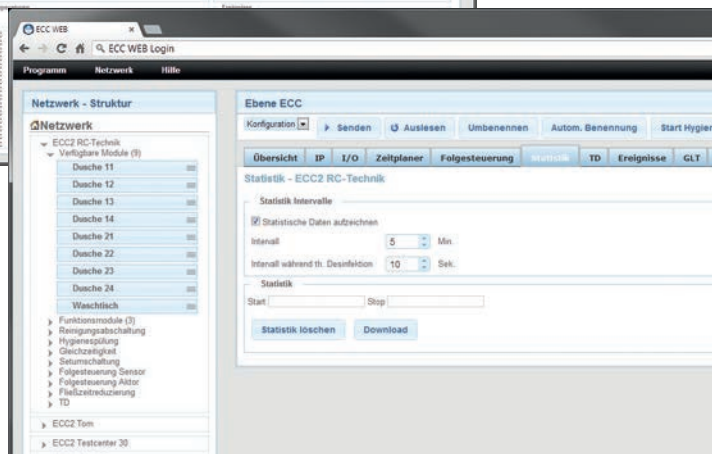 ECC WEB
ECC WEB Login
Programm Netzwerk Hilfe
Netzwerk - Struktur
Netzwerk
ECC2 RC-Technik
Verfügbare Module (9)
Dusche 11
Dusche 12
Dusche 13
Dusche 14
Dusche 21
Dusche 22
Dusche 23
Dusche 24
Waschtisch
Funktionsmodule (3)
Reinigungsabschaltung
Hygienespülung
Gleichzeitigkeit
Setumschaltung
Folgesteuerung Sensor
Folgesteuerung Aktor
Fließzeitreduzierung
TD
ECC2 Tom
ECC2 Testcenter 30
Ebene ECC
Konfiguration Senden Auslesen Umbenennen Autom. Benennung Start Hygien
Übersicht IP I/O Zeitplaner Folgesteuerung Statistik TD Ereignisse GLT
Statistik - ECC2 RC-Technik
Statistik Intervalle
Statistische Daten aufzeichnen
Intervall 5 Min.
Intervall während th. Desinfektion 10 Sek.
Statistik
Start Stop
Statistik löschen Download